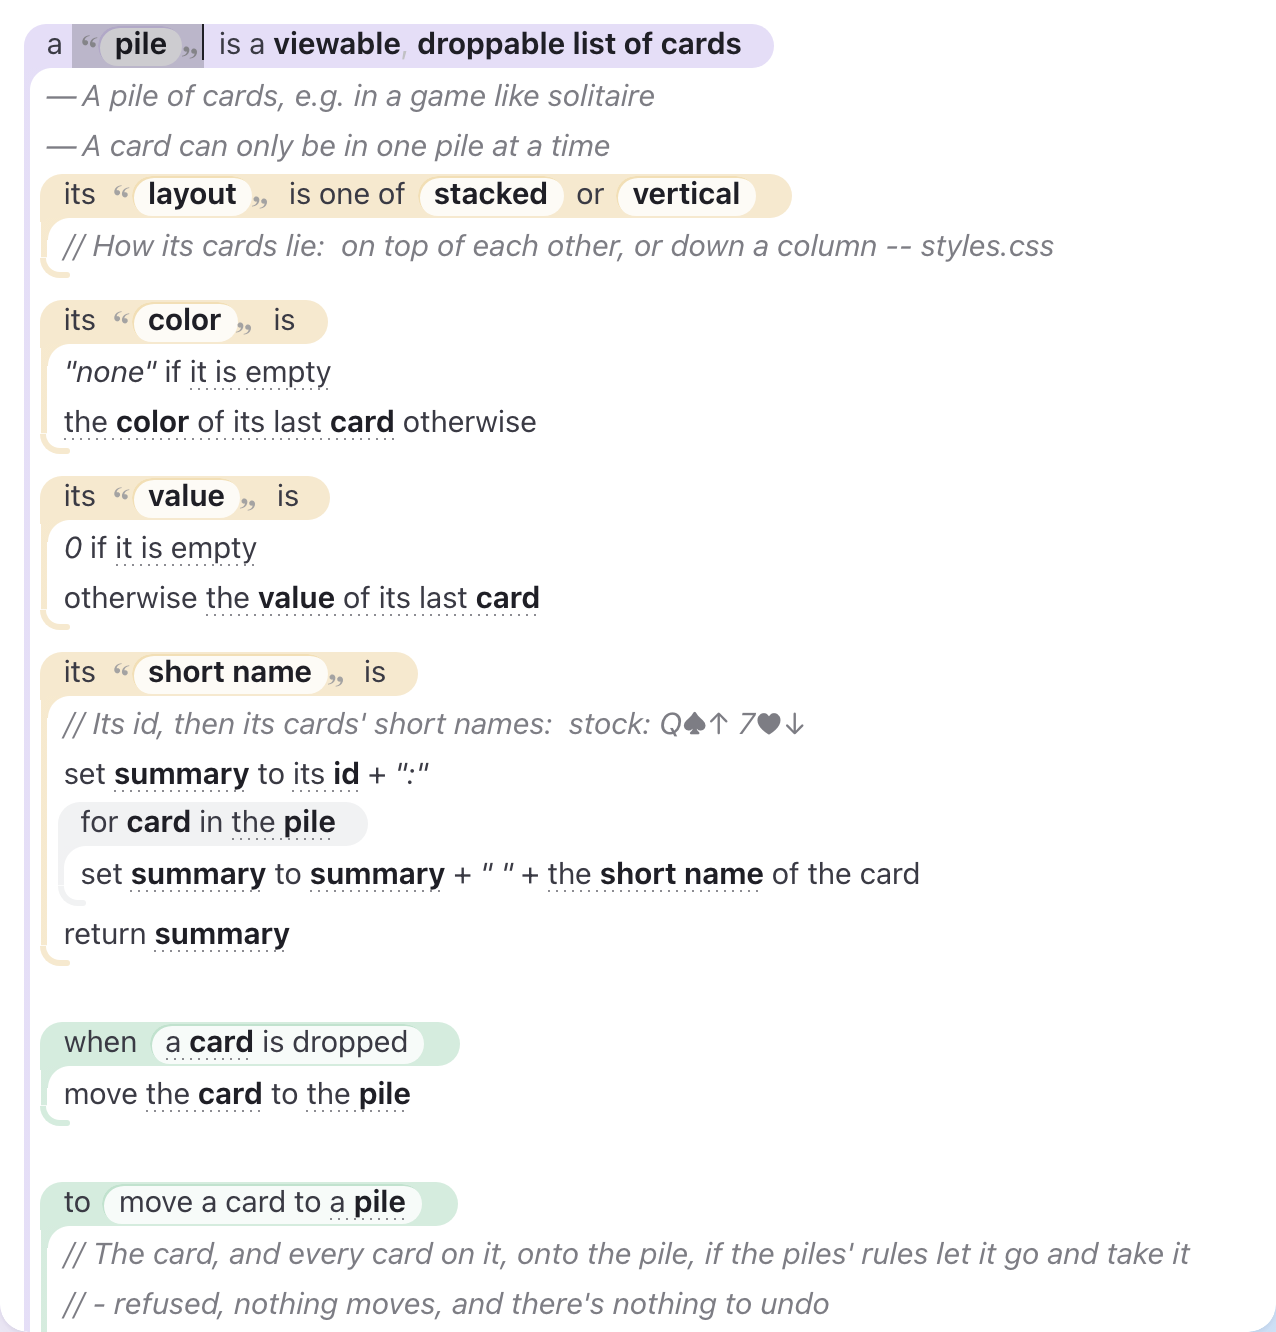 a “ pile „ is a viewable, droppable list of cards
— A pile of cards, e.g. in a game like solitaire
— A card can only be in one pile at a time
its “ layout „ is one of stacked or vertical
// How its cards lie:  on top of each other, or down a column -- styles.css
its “ color „ is
"none" if it is empty
the color of its last card otherwise
its “ value „ is
0 if it is empty
otherwise the value of its last card
its “ short name „ is
// Its id, then its cards' short names:  stock: Q♠↑ 7♥↓
set summary to its id + ":"
for card in the pile
set summary to summary + " " + the short name of the card
return summary
when a card is dropped
move the card to the pile
to move a card to a pile
// The card, and every card on it, onto the pile, if the piles' rules let it go and take it
// - refused, nothing moves, and there's nothing to undo